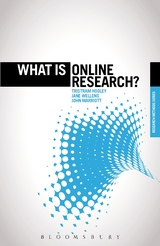 WHAT IS ONLINE
RESEARCH?
TRISTRAM HOOLEY
JANE WELLENS
JOHN MARRIOTT
BLOOMSBURY